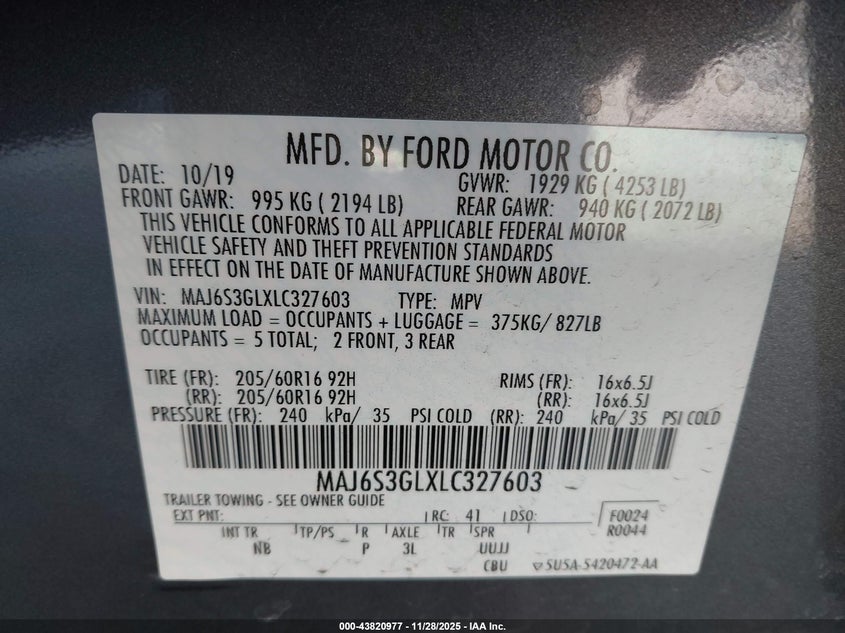 MFD. BY FORD MOTOR CO.
DATE: 10/19 GVWR: 1929 KG ( 4253 LB)
FRONT GAWR: 995 KG ( 2194 LB) REAR GAWR: 940 KG ( 2072 LB)
THIS VEHICLE CONFORMS TO ALL APPLICABLE FEDERAL MOTOR
VEHICLE SAFETY AND THEFT PREVENTION STANDARDS
IN EFFECT ON THE DATE OF MANUFACTURE SHOWN ABOVE.
VIN: MAJ6S3GLXLC327603 TYPE: MPV
MAXIMUM LOAD = OCCUPANTS + LUGGAGE = 375KG/ 827LB
OCCUPANTS = 5 TOTAL; 2 FRONT, 3 REAR
TIRE (FR): 205/60R16 92H RIMS (FR): 16x6.5J
(RR): 205/60R16 92H (RR): 16x6.5J
PRESSURE (FR): 240 kPa/ 35 PSI COLD (RR): 240 kPa/ 35 PSI COLD
MAJ6S3GLXLC327603
TRAILER TOWING - SEE OWNER GUIDE
EXT PNT: RC: 41 DSO: F0024
INT TR TP/PS R AXLE TR SPR R0044
NB P 3L UUJJ
CBU 5U5A-5420472-AA
000-43820977 - 11/28/2025 - IAA Inc.